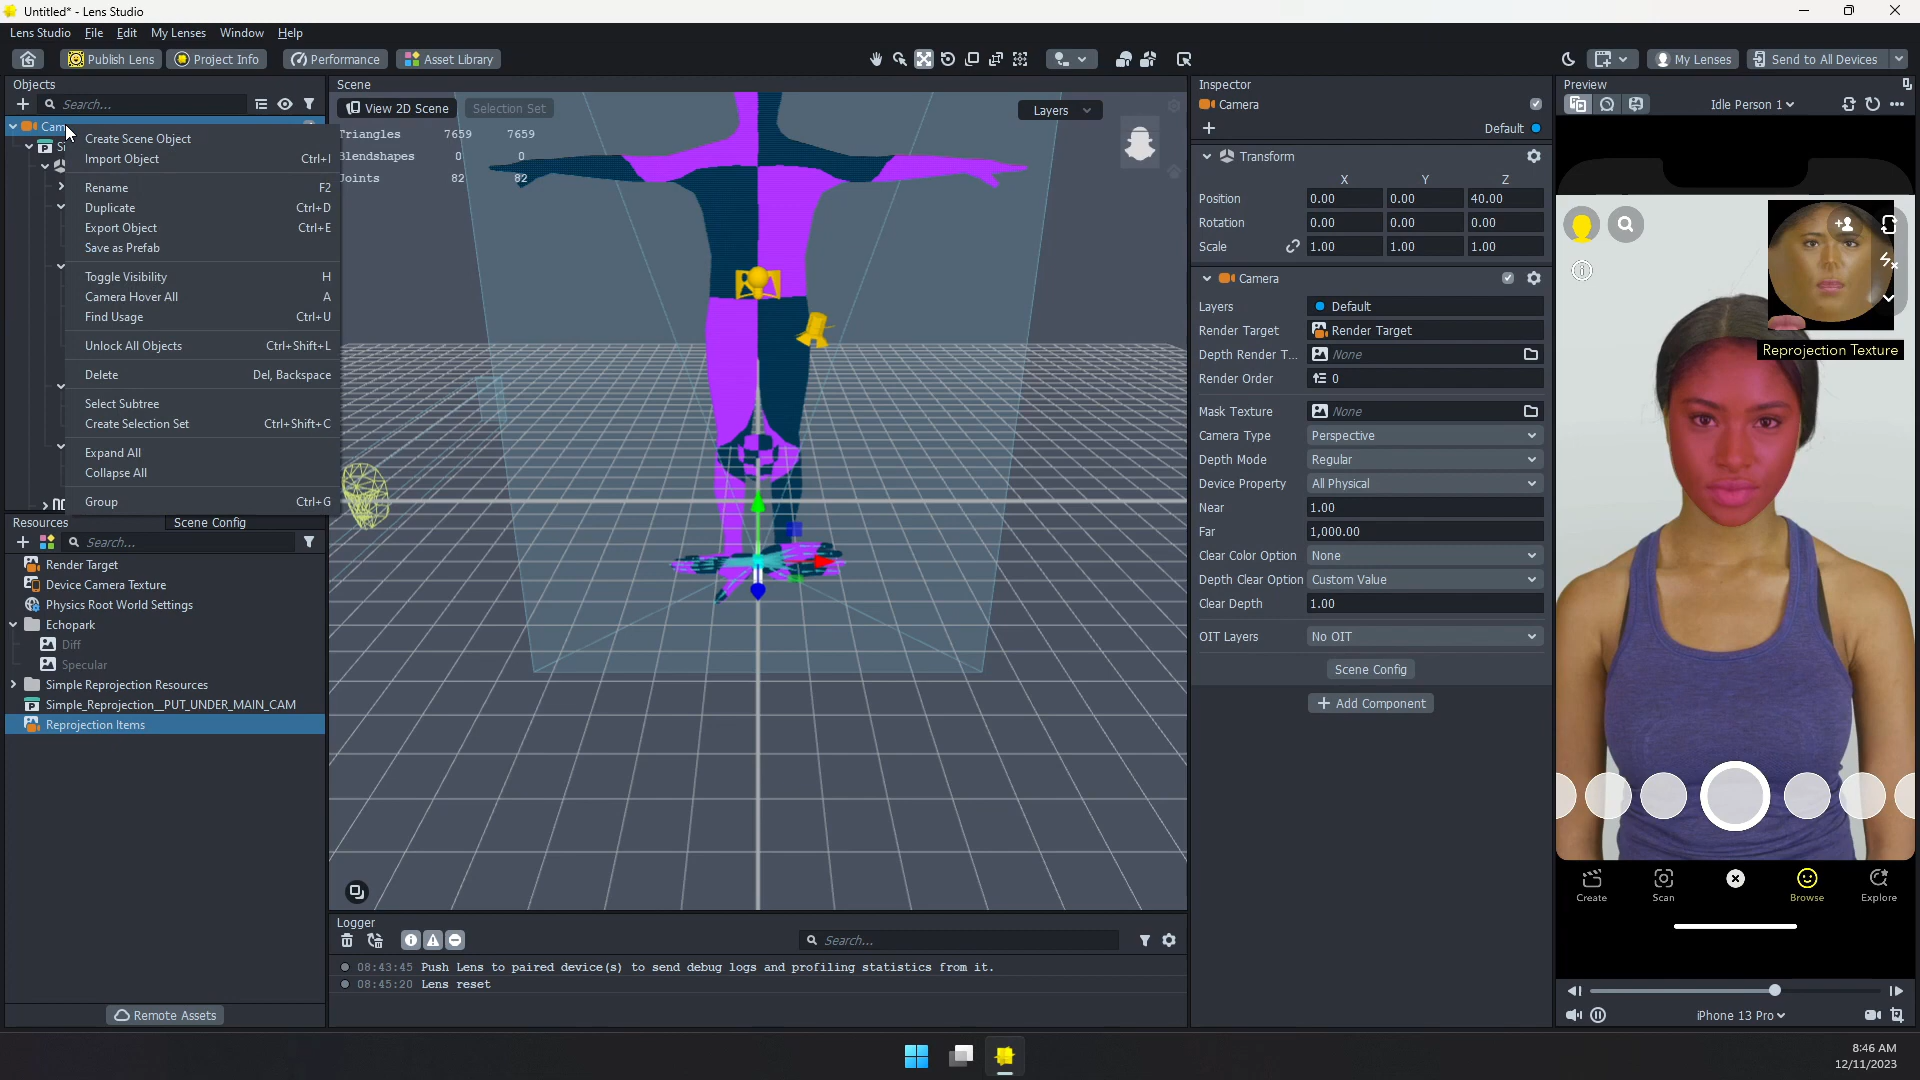 Untitled* - Lens Studio
Lens Studio File Edit My Lenses Window Help
Publish Lens Project Info Performance Asset Library My Lenses Send to All Devices
Objects
Search...
Cam
Si
Create Scene Object
Import Object Ctrl+I
Rename F2
Duplicate Ctrl+D
Export Object Ctrl+E
Save as Prefab
Toggle Visibility H
Camera Hover All A
Find Usage Ctrl+U
Unlock All Objects Ctrl+Shift+L
Delete Del, Backspace
Select Subtree
Create Selection Set Ctrl+Shift+C
Expand All
Collapse All
Group Ctrl+G
Resources Scene Config
Search...
Render Target
Device Camera Texture
Physics Root World Settings
Echopark
Diff
Specular
Simple Reprojection Resources
Simple_Reprojection__PUT_UNDER_MAIN_CAM
Reprojection Items
Remote Assets
Scene
View 2D Scene Selection Set Layers
Triangles 7659 7659
Blendshapes 0 0
Joints 82 82
Logger
Search...
08:43:45 Push Lens to paired device(s) to send debug logs and profiling statistics from it.
08:45:20 Lens reset
Inspector
Camera
Default
Transform
X Y Z
Position 0.00 0.00 40.00
Rotation 0.00 0.00 0.00
Scale 1.00 1.00 1.00
Camera
Layers Default
Render Target Render Target
Depth Render T... None
Render Order 0
Mask Texture None
Camera Type Perspective
Depth Mode Regular
Device Property All Physical
Near 1.00
Far 1,000.00
Clear Color Option None
Depth Clear Option Custom Value
Clear Depth 1.00
OIT Layers No OIT
Scene Config
Add Component
Preview
Idle Person 1
Reprojection Texture
Create Scan Browse Explore
iPhone 13 Pro
8:46 AM
12/11/2023